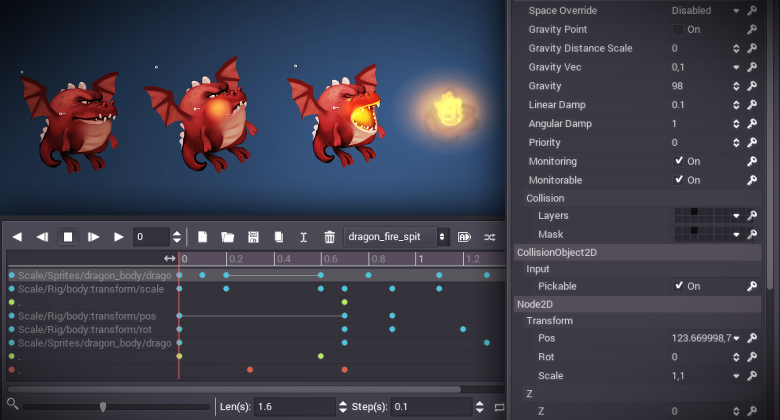 Space Override Disabled
Gravity Point On
Gravity Distance Scale 0
Gravity Vec 0,1
Gravity 98
Linear Damp 0.1
Angular Damp 1
Priority 0
Monitoring On
Monitorable On
Collision
Layers
Mask
CollisionObject2D
Input
Pickable On
Node2D
Transform
Pos 123.669998,7
Rot 0
Scale 1,1
Z
Z 0
0 dragon_fire_spit
0 0.2 0.4 0.6 0.8 1 1.2
Scale/Sprites/dragon_body/drago
Scale/Rig/body:transform/scale
.
Scale/Rig/body:transform/pos
Scale/Rig/body:transform/rot
Scale/Sprites/dragon_body/drago
.
.
Len(s): 1.6 Step(s): 0.1